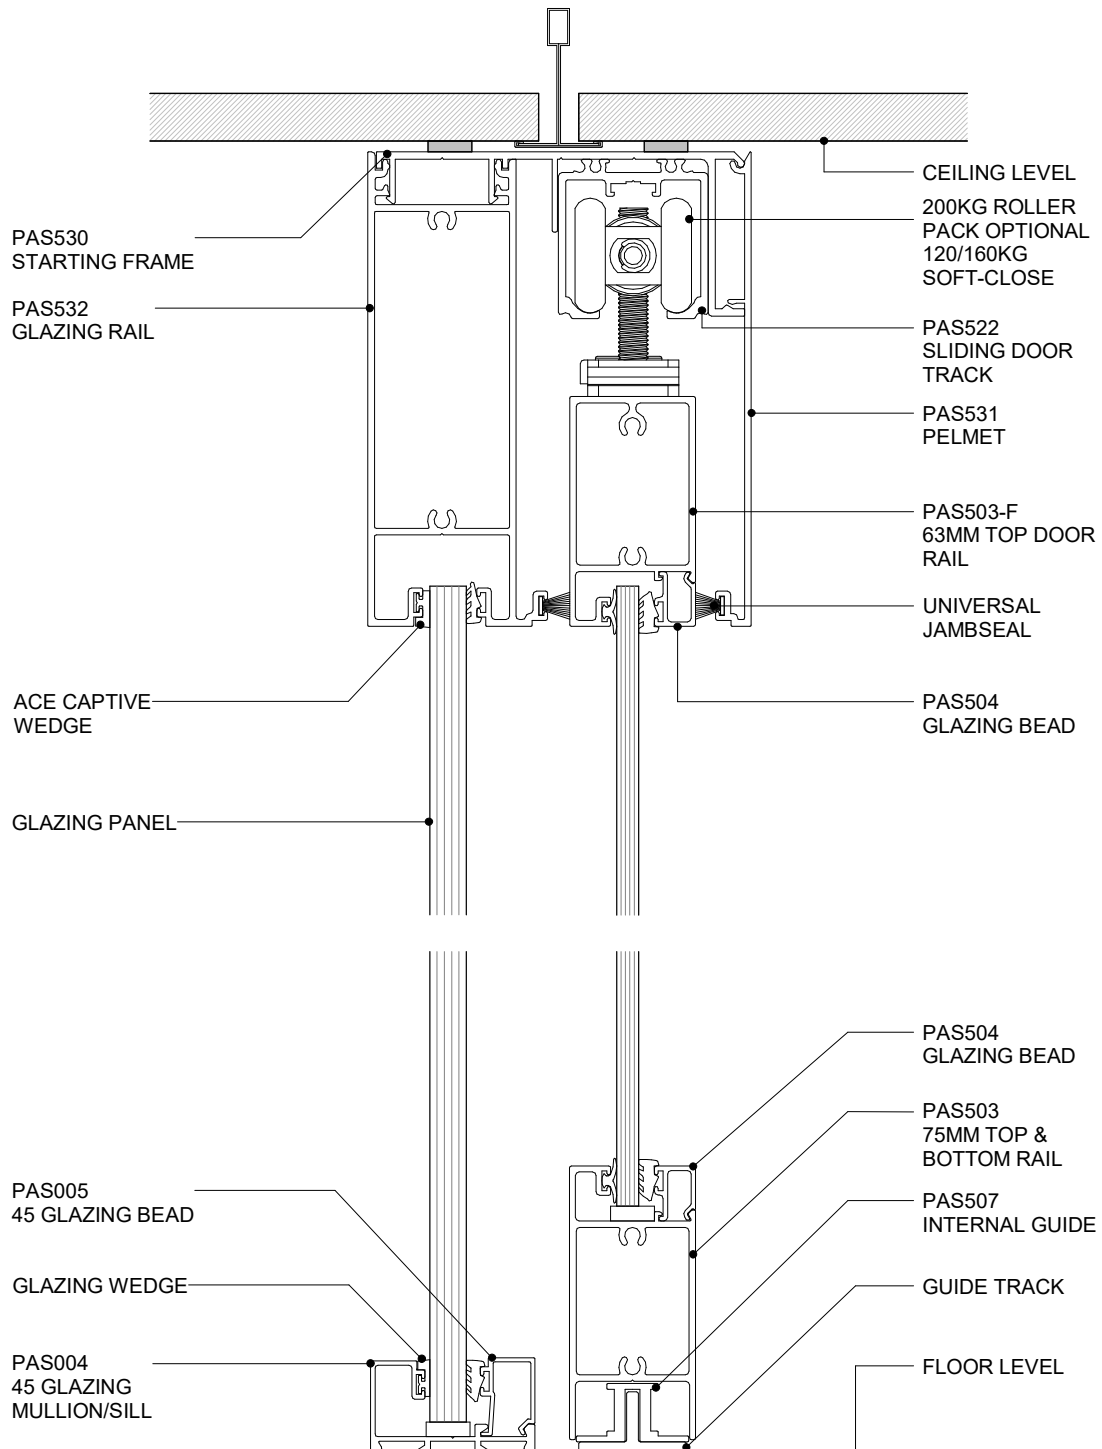 CEILING LEVEL
200KG ROLLER
PACK OPTIONAL
120/160KG
SOFT-CLOSE
PAS530
STARTING FRAME
PAS532
GLAZING RAIL
PAS522
SLIDING DOOR
TRACK
PAS531
PELMET
PAS503-F
63MM TOP DOOR
RAIL
UNIVERSAL
JAMBSEAL
ACE CAPTIVE
WEDGE
PAS504
GLAZING BEAD
GLAZING PANEL
PAS504
GLAZING BEAD
PAS503
75MM TOP &
BOTTOM RAIL
PAS005
45 GLAZING BEAD
PAS507
INTERNAL GUIDE
GLAZING WEDGE
GUIDE TRACK
PAS004
45 GLAZING
MULLION/SILL
FLOOR LEVEL